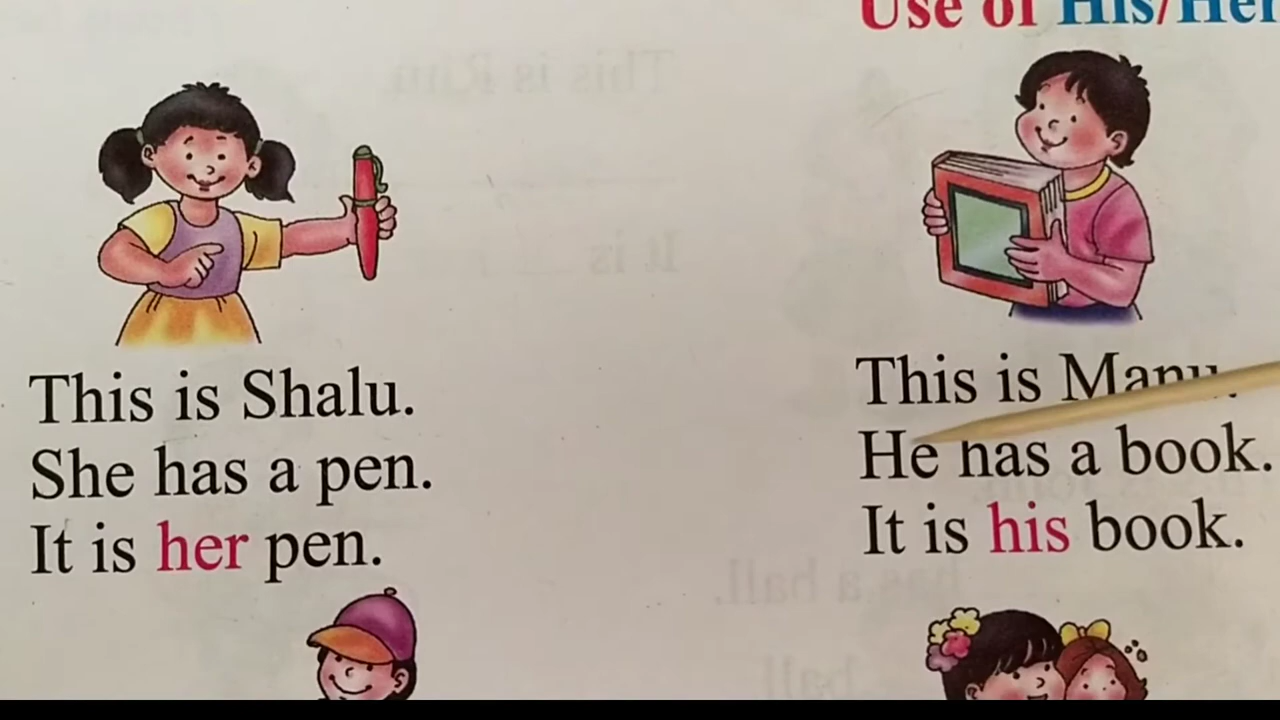 Use of His/Her
This is Shalu.
She has a pen.
It is her pen.
This is Manu.
He has a book.
It is his book.